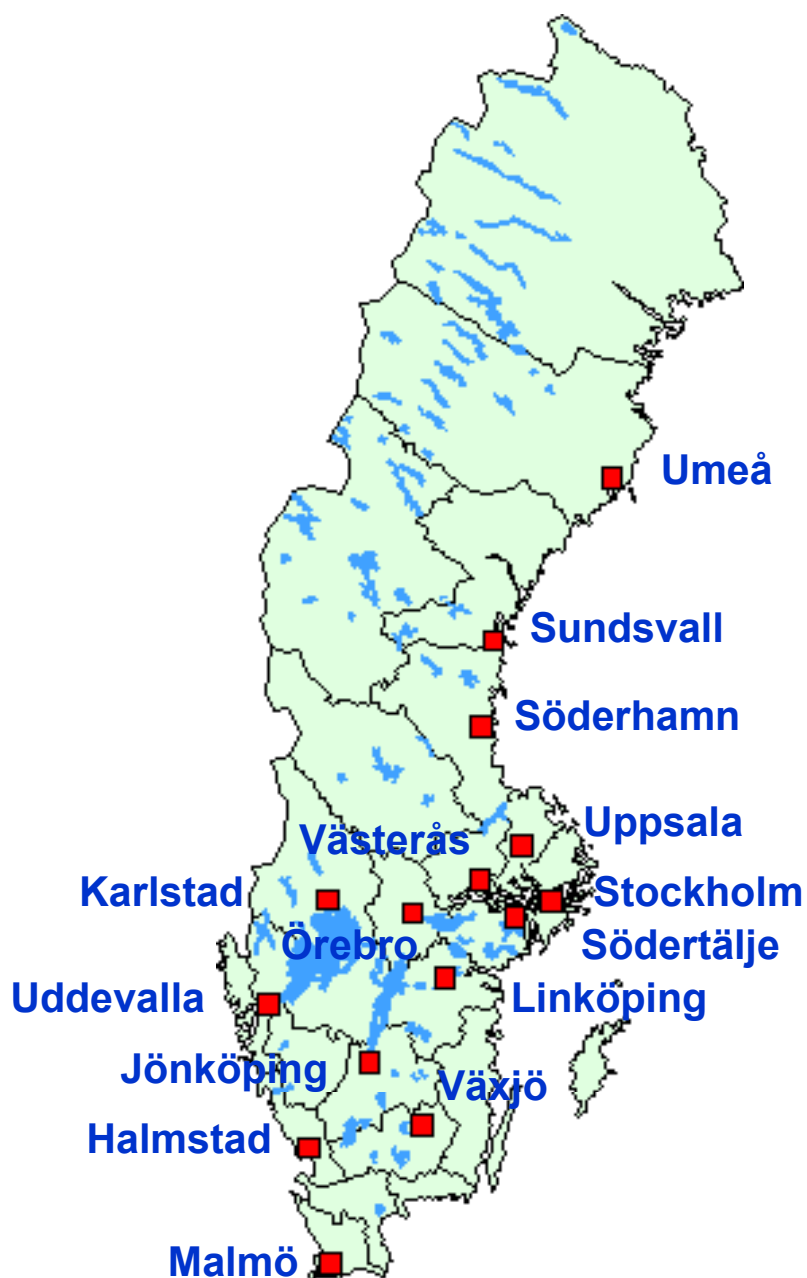 Umeå
Sundsvall
Söderhamn
Uppsala
Västerås
Karlstad
Stockholm
Örebro
Södertälje
Uddevalla
Linköping
Jönköping
Växjö
Halmstad
Malmö